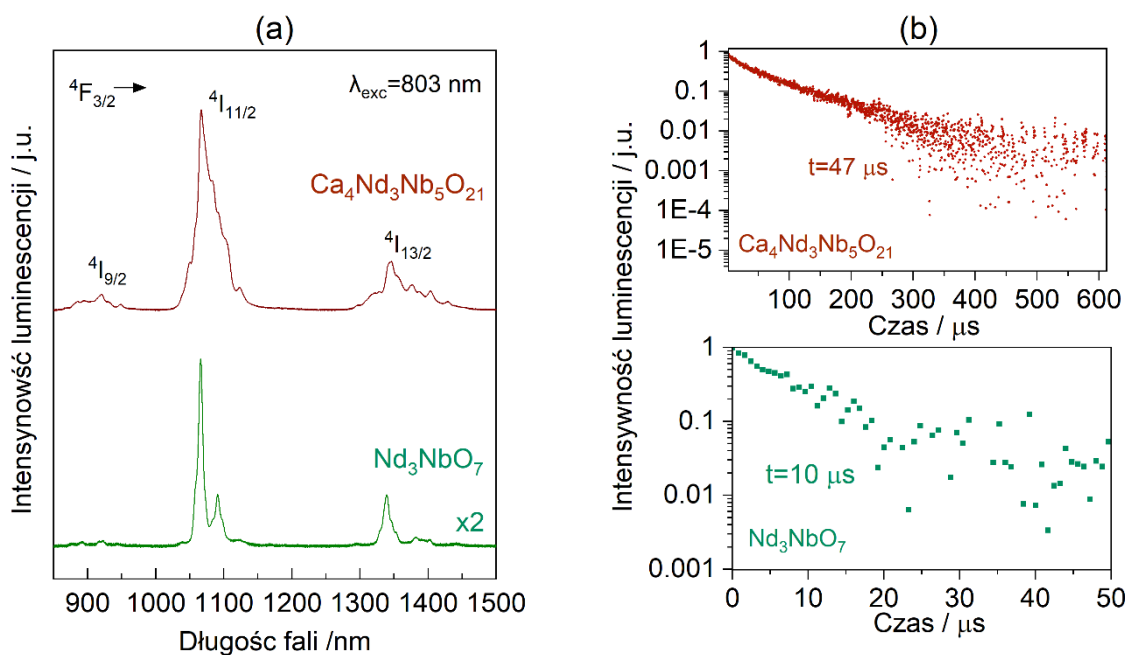 (a)
⁴F₃/₂ →
λexc=803 nm
⁴I₁₁/₂
Ca₄Nd₃Nb₅O₂₁
⁴I₉/₂
⁴I₁₃/₂
Nd₃NbO₇
x2
Intensynowść luminescencji / j.u.
900 1000 1100 1200 1300 1400 1500
Długość fali /nm
(b)
Intensywność luminescencji / j.u.
1
0.1
0.01
0.001
1E-4
1E-5
t=47 μs
Ca₄Nd₃Nb₅O₂₁
100 200 300 400 500 600
Czas / μs
1
0.1
0.01
0.001
t=10 μs
Nd₃NbO₇
0 10 20 30 40 50
Czas / μs